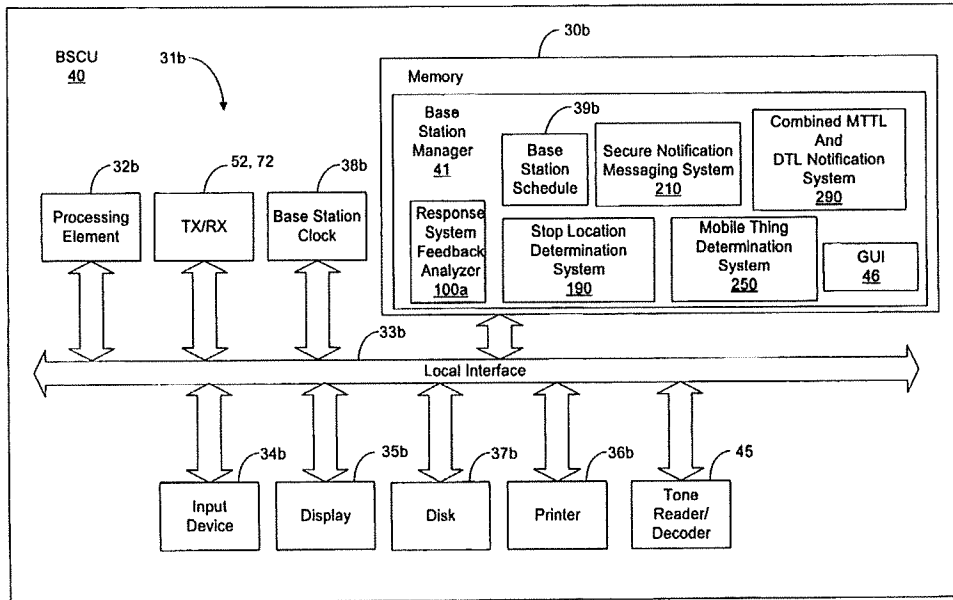 BSCU
40
31b
30b
Memory
Base
Station
Manager
41
39b
Base
Station
Schedule
Secure Notification
Messaging System
210
Combined MTTL
And
DTL Notification
System
290
Response
System
Feedback
Analyzer
100a
Stop Location
Determination
System
190
Mobile Thing
Determination
System
250
GUI
46
32b
Processing
Element
52, 72
TX/RX
38b
Base Station
Clock
33b
Local Interface
34b
Input
Device
35b
Display
37b
Disk
36b
Printer
45
Tone
Reader/
Decoder